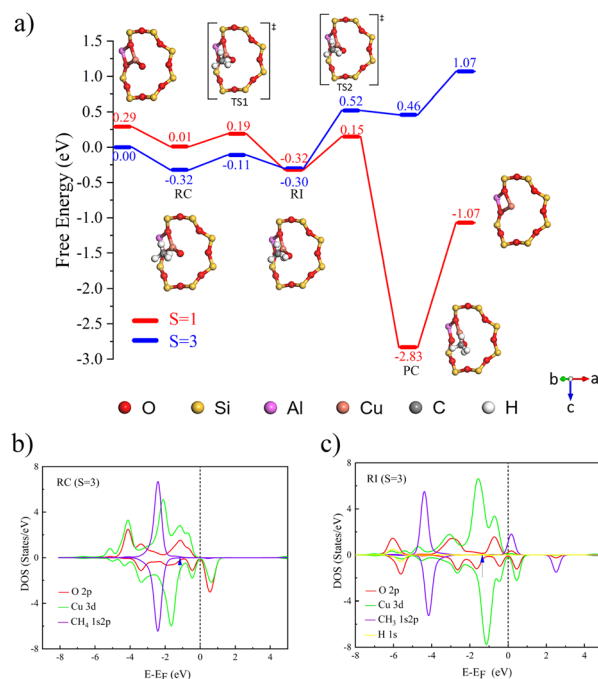 a)
Free Energy (eV)
1.5
1.0
0.5
0.0
-0.5
-1.0
-1.5
-2.0
-2.5
-3.0
‡
TS1
‡
TS2
0.29
0.00
0.01
-0.32
RC
0.19
-0.11
-0.32
-0.30
RI
0.52
0.15
0.46
1.07
-2.83
PC
-1.07
S=1
S=3
O Si Al Cu C H
b a
c
b)
RC (S=3)
DOS (States/eV)
8
4
0
-4
-8
O 2p
Cu 3d
CH4 1s2p
-8 -6 -4 -2 0 2 4
E-EF (eV)
c)
RI (S=3)
DOS (States/eV)
8
4
0
-4
-8
O 2p
Cu 3d
CH3 1s2p
H 1s
-8 -6 -4 -2 0 2 4
E-EF (eV)